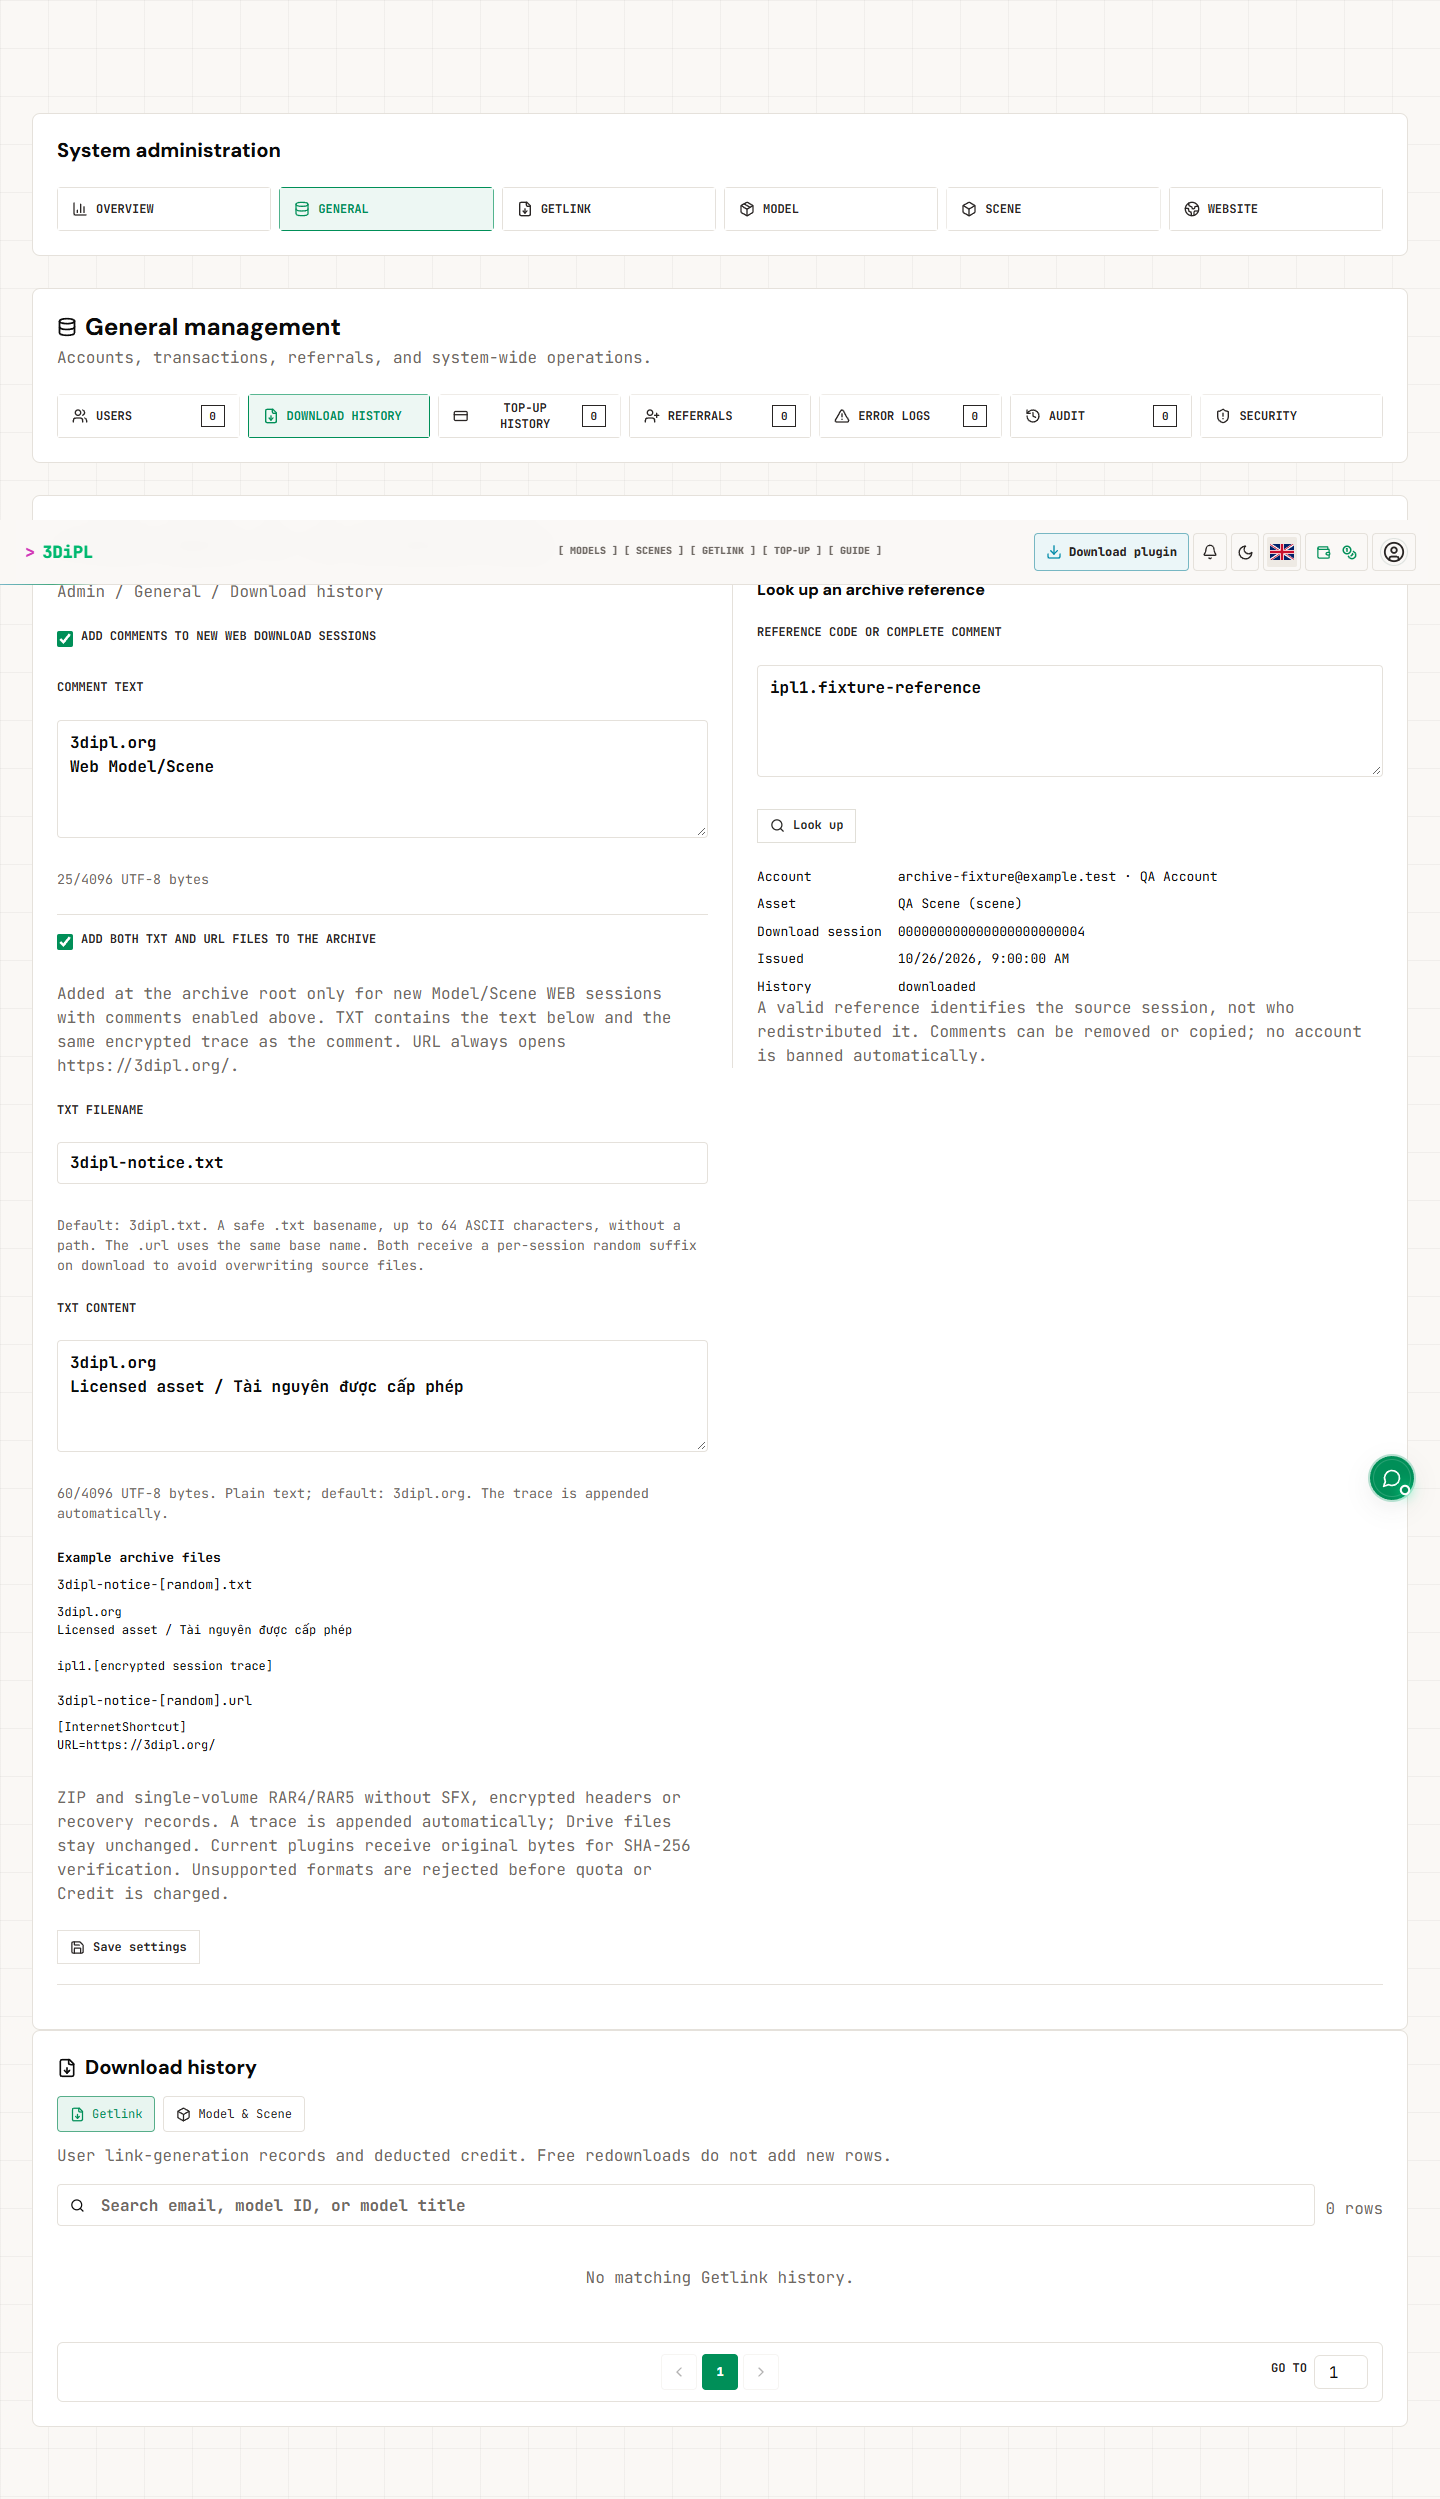 System administration
OVERVIEW
GENERAL
GETLINK
MODEL
SCENE
WEBSITE
General management
Accounts, transactions, referrals, and system-wide operations.
USERS 0
DOWNLOAD HISTORY
TOP-UP HISTORY 0
REFERRALS 0
ERROR LOGS 0
AUDIT 0
SECURITY
> 3DiPL
[ MODELS ] [ SCENES ] [ GETLINK ] [ TOP-UP ] [ GUIDE ]
Download plugin
Admin / General / Download history
ADD COMMENTS TO NEW WEB DOWNLOAD SESSIONS
COMMENT TEXT
3dipl.org
Web Model/Scene
25/4096 UTF-8 bytes
ADD BOTH TXT AND URL FILES TO THE ARCHIVE
Added at the archive root only for new Model/Scene WEB sessions
with comments enabled above. TXT contains the text below and the
same encrypted trace as the comment. URL always opens
https://3dipl.org/.
TXT FILENAME
3dipl-notice.txt
Default: 3dipl.txt. A safe .txt basename, up to 64 ASCII characters, without a
path. The .url uses the same base name. Both receive a per-session random suffix
on download to avoid overwriting source files.
TXT CONTENT
3dipl.org
Licensed asset / Tài nguyên được cấp phép
60/4096 UTF-8 bytes. Plain text; default: 3dipl.org. The trace is appended
automatically.
Example archive files
3dipl-notice-[random].txt
3dipl.org
Licensed asset / Tài nguyên được cấp phép
ipl1.[encrypted session trace]
3dipl-notice-[random].url
[InternetShortcut]
URL=https://3dipl.org/
ZIP and single-volume RAR4/RAR5 without SFX, encrypted headers or
recovery records. A trace is appended automatically; Drive files
stay unchanged. Current plugins receive original bytes for SHA-256
verification. Unsupported formats are rejected before quota or
Credit is charged.
Save settings
Look up an archive reference
REFERENCE CODE OR COMPLETE COMMENT
ipl1.fixture-reference
Look up
Account archive-fixture@example.test · QA Account
Asset QA Scene (scene)
Download session 000000000000000000000004
Issued 10/26/2026, 9:00:00 AM
History downloaded
A valid reference identifies the source session, not who
redistributed it. Comments can be removed or copied; no account
is banned automatically.
Download history
Getlink
Model & Scene
User link-generation records and deducted credit. Free redownloads do not add new rows.
Search email, model ID, or model title
0 rows
No matching Getlink history.
1
GO TO 1